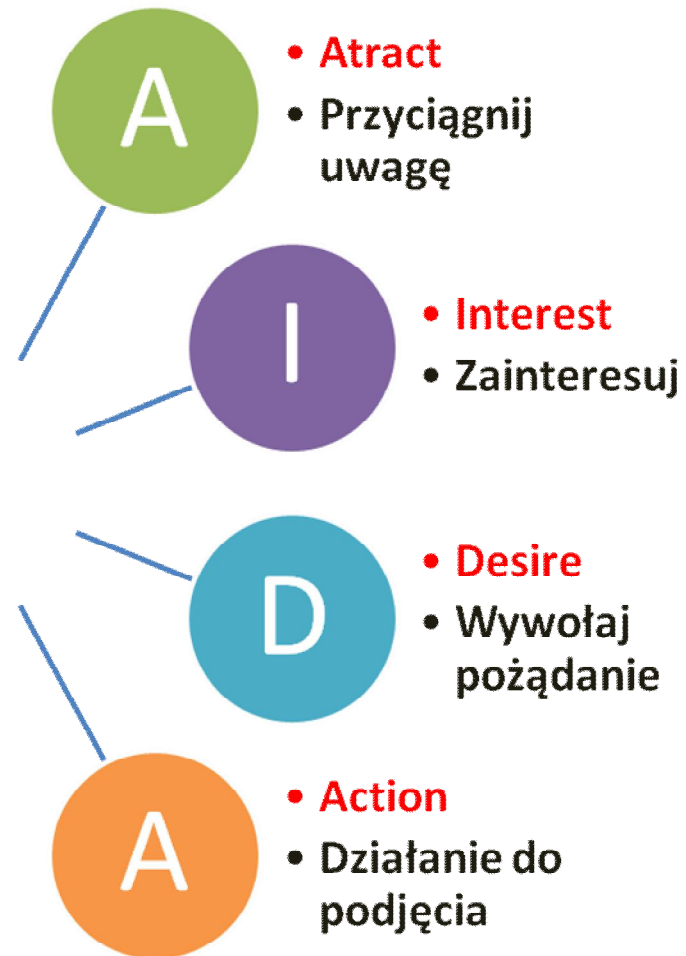 A
• Atract
• Przyciągnij
uwagę
I
• Interest
• Zainteresuj
D
• Desire
• Wywołaj
pożądanie
A
• Action
• Działanie do
podjęcia